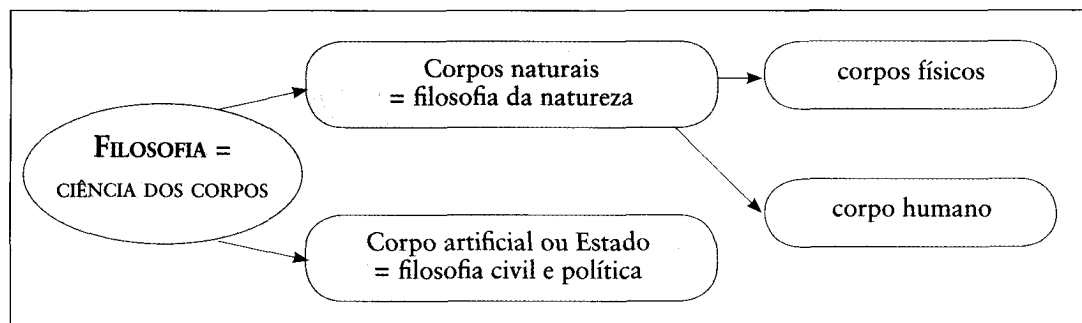 FILOSOFIA =
CIÊNCIA DOS CORPOS
Corpos naturais
= filosofia da natureza
corpos físicos
corpo humano
Corpo artificial ou Estado
= filosofia civil e política